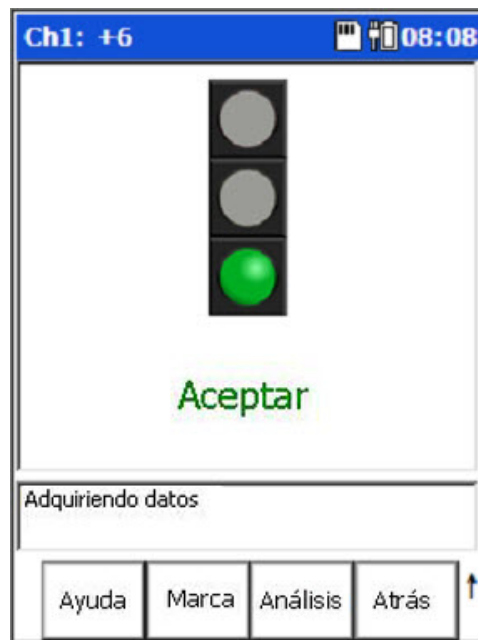 Ch1: +6 08:08
Aceptar
Adquiriendo datos
Ayuda Marca Análisis Atrás ↑